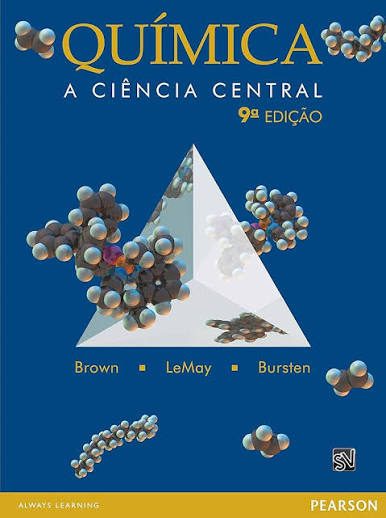 QUÍMICA
A CIÊNCIA CENTRAL
9ª EDIÇÃO
Brown ▪ LeMay ▪ Bursten
SV
ALWAYS LEARNING
PEARSON